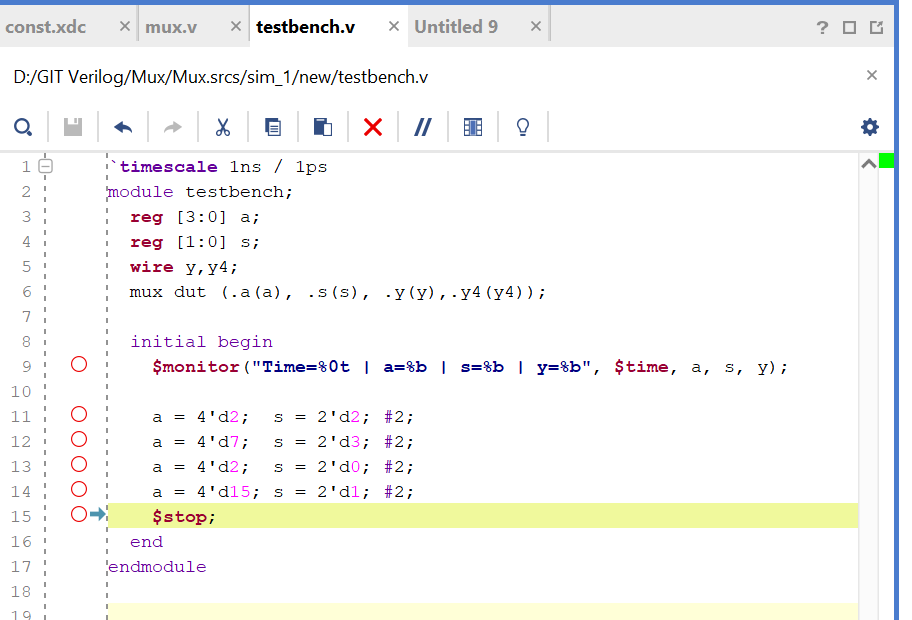 const.xdc × mux.v × testbench.v × Untitled 9 × ?
D:/GIT Verilog/Mux/Mux.srcs/sim_1/new/testbench.v ×
1 `timescale 1ns / 1ps
2 module testbench;
3 reg [3:0] a;
4 reg [1:0] s;
5 wire y,y4;
6 mux dut (.a(a), .s(s), .y(y),.y4(y4));
7
8 initial begin
9 $monitor("Time=%0t | a=%b | s=%b | y=%b", $time, a, s, y);
10
11 a = 4'd2; s = 2'd2; #2;
12 a = 4'd7; s = 2'd3; #2;
13 a = 4'd2; s = 2'd0; #2;
14 a = 4'd15; s = 2'd1; #2;
15 $stop;
16 end
17 endmodule
18
19